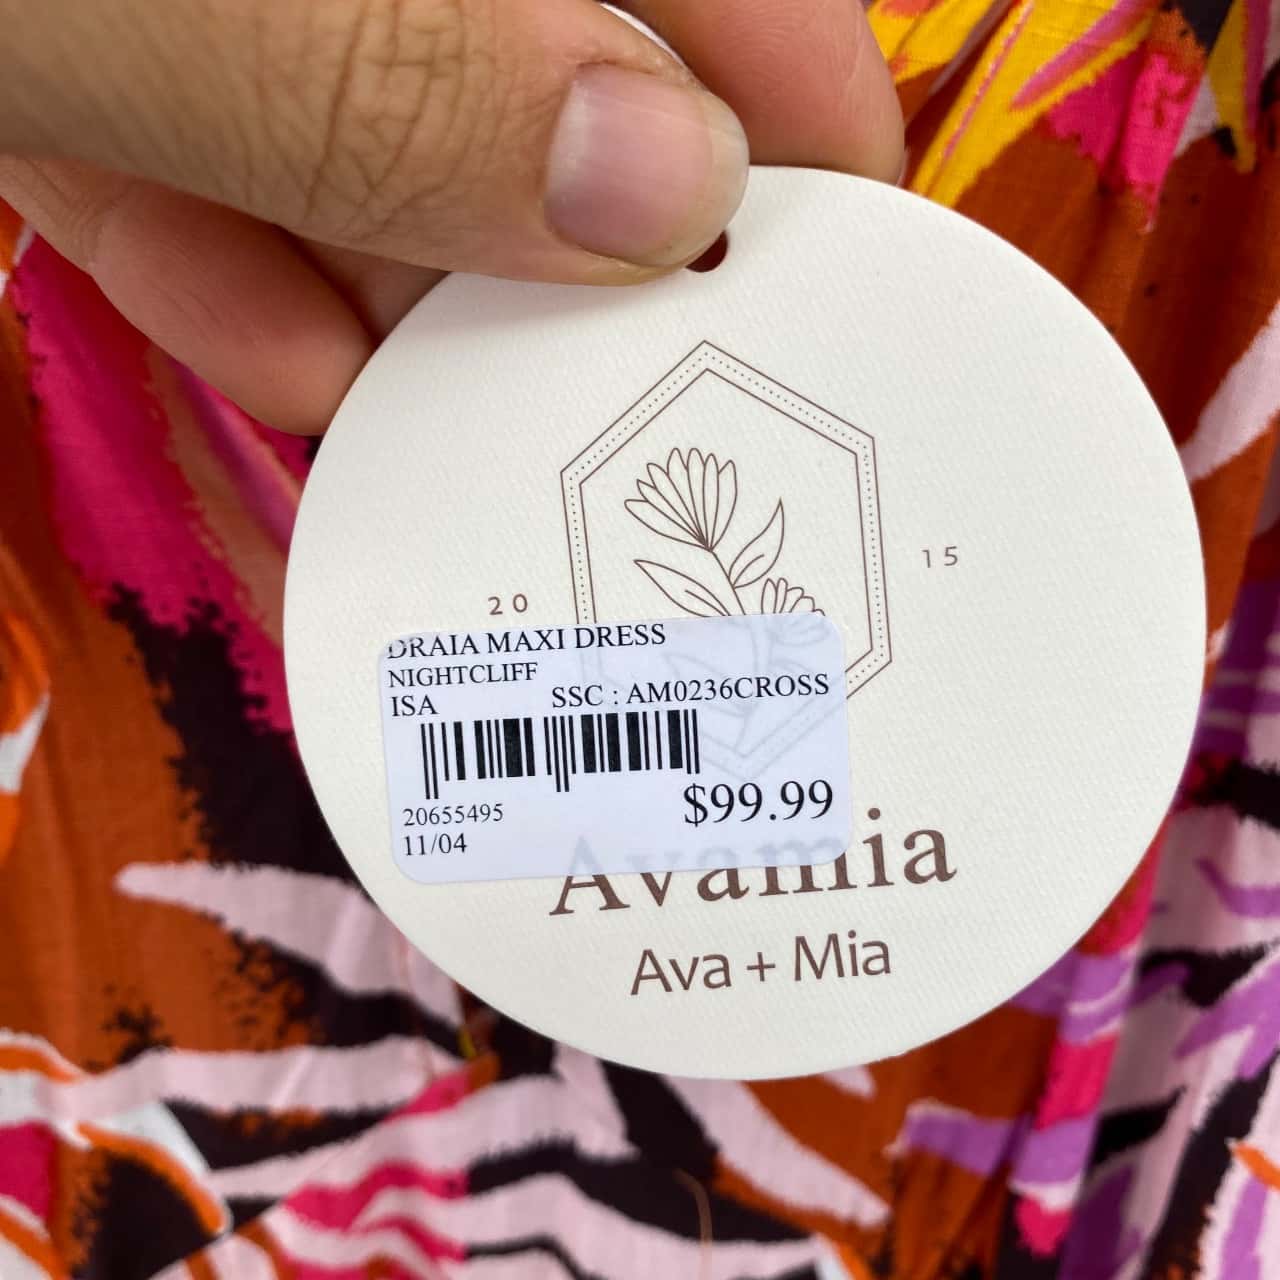 20 15
DRAIA MAXI DRESS
NIGHTCLIFF
ISA SSC : AM0236CROSS
20655495
$99.99
11/04
Avamia
Ava + Mia